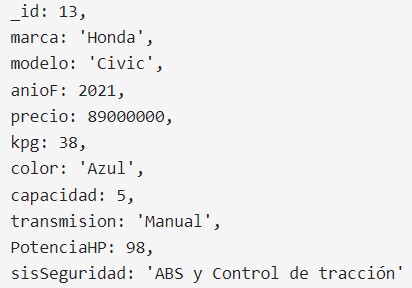 _id: 13,
marca: 'Honda',
modelo: 'Civic',
anioF: 2021,
precio: 89000000,
kpg: 38,
color: 'Azul',
capacidad: 5,
transmision: 'Manual',
PotenciaHP: 98,
sisSeguridad: 'ABS y Control de tracción'